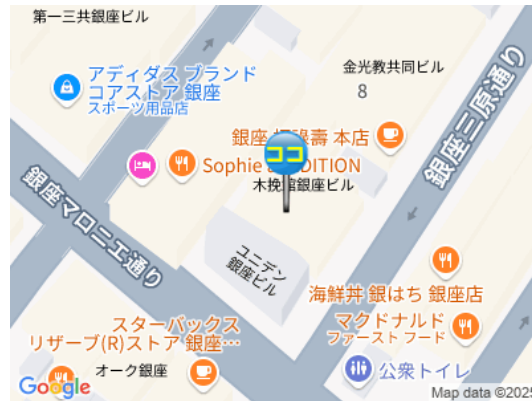 第一三共銀座ビル
アディダス ブランド
コアストア 銀座
スポーツ用品店
金光教共同ビル
8
銀座三原通り
銀座
壽 本店
ココ
Sophie a
EDITION
木挽館銀座ビル
銀座マロニエ通り
ユニデン
銀座ビル
海鮮丼 銀はち 銀座店
スターバックス
リザーブ(R)ストア 銀座…
マクドナルド
ファースト フード
オーク銀座
公衆トイレ
Google
Map data ©2025